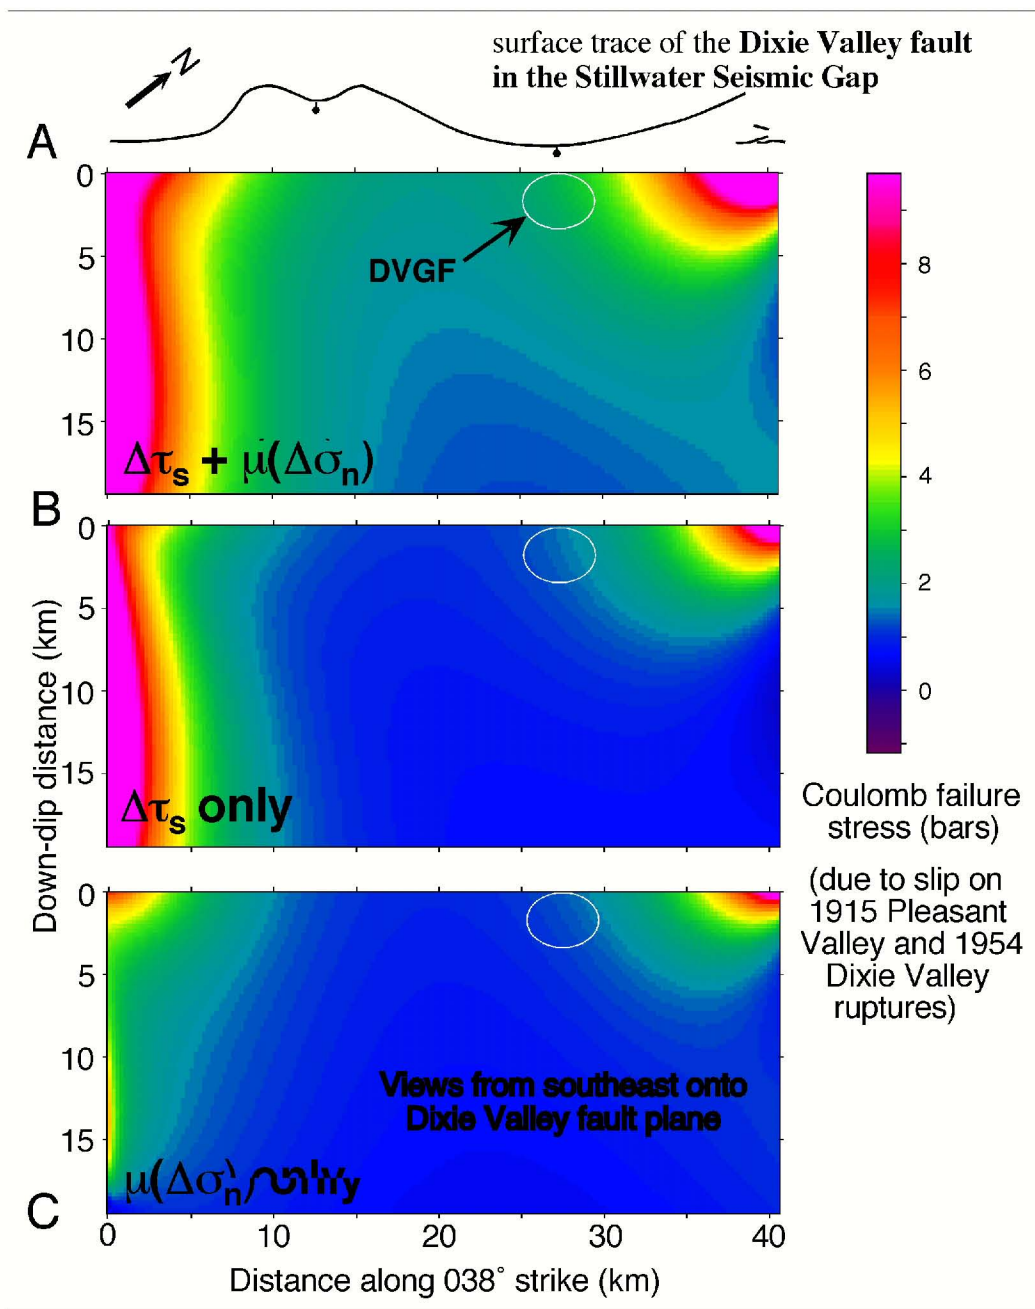 surface trace of the Dixie Valley fault
in the Stillwater Seismic Gap
N
A
0
5
10
15
DVGF
Δτs + μ(Δσn)
8
6
4
2
0
Coulomb failure
stress (bars)
(due to slip on
1915 Pleasant
Valley and 1954
Dixie Valley
ruptures)
B
0
5
10
15
Δτs only
Down-dip distance (km)
0
5
10
15
Views from southeast onto
Dixie Valley fault plane
μ(Δσn) only
C
0 10 20 30 40
Distance along 038° strike (km)